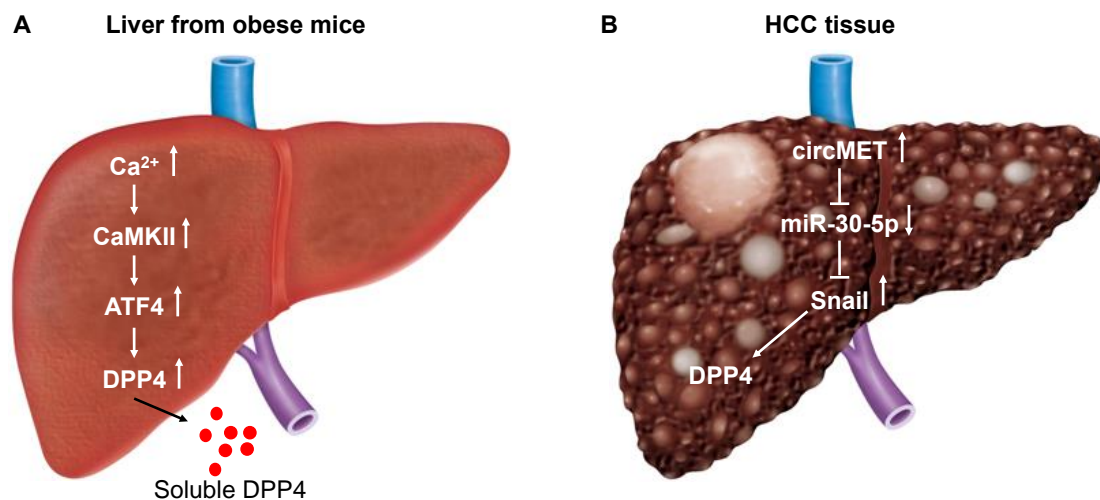 A Liver from obese mice
Ca²⁺ ↑
CaMKII ↑
ATF4 ↑
DPP4 ↑
Soluble DPP4
B HCC tissue
circMET ↑
miR-30-5p ↓
Snail ↑
DPP4